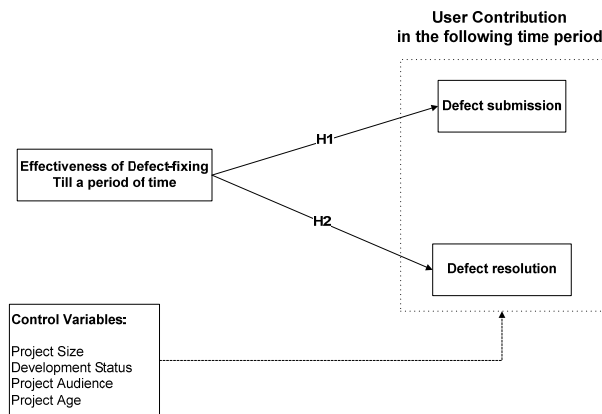 User Contribution
in the following time period
Defect submission
H1
Effectiveness of Defect-fixing
Till a period of time
H2
Defect resolution
Control Variables:
Project Size
Development Status
Project Audience
Project Age